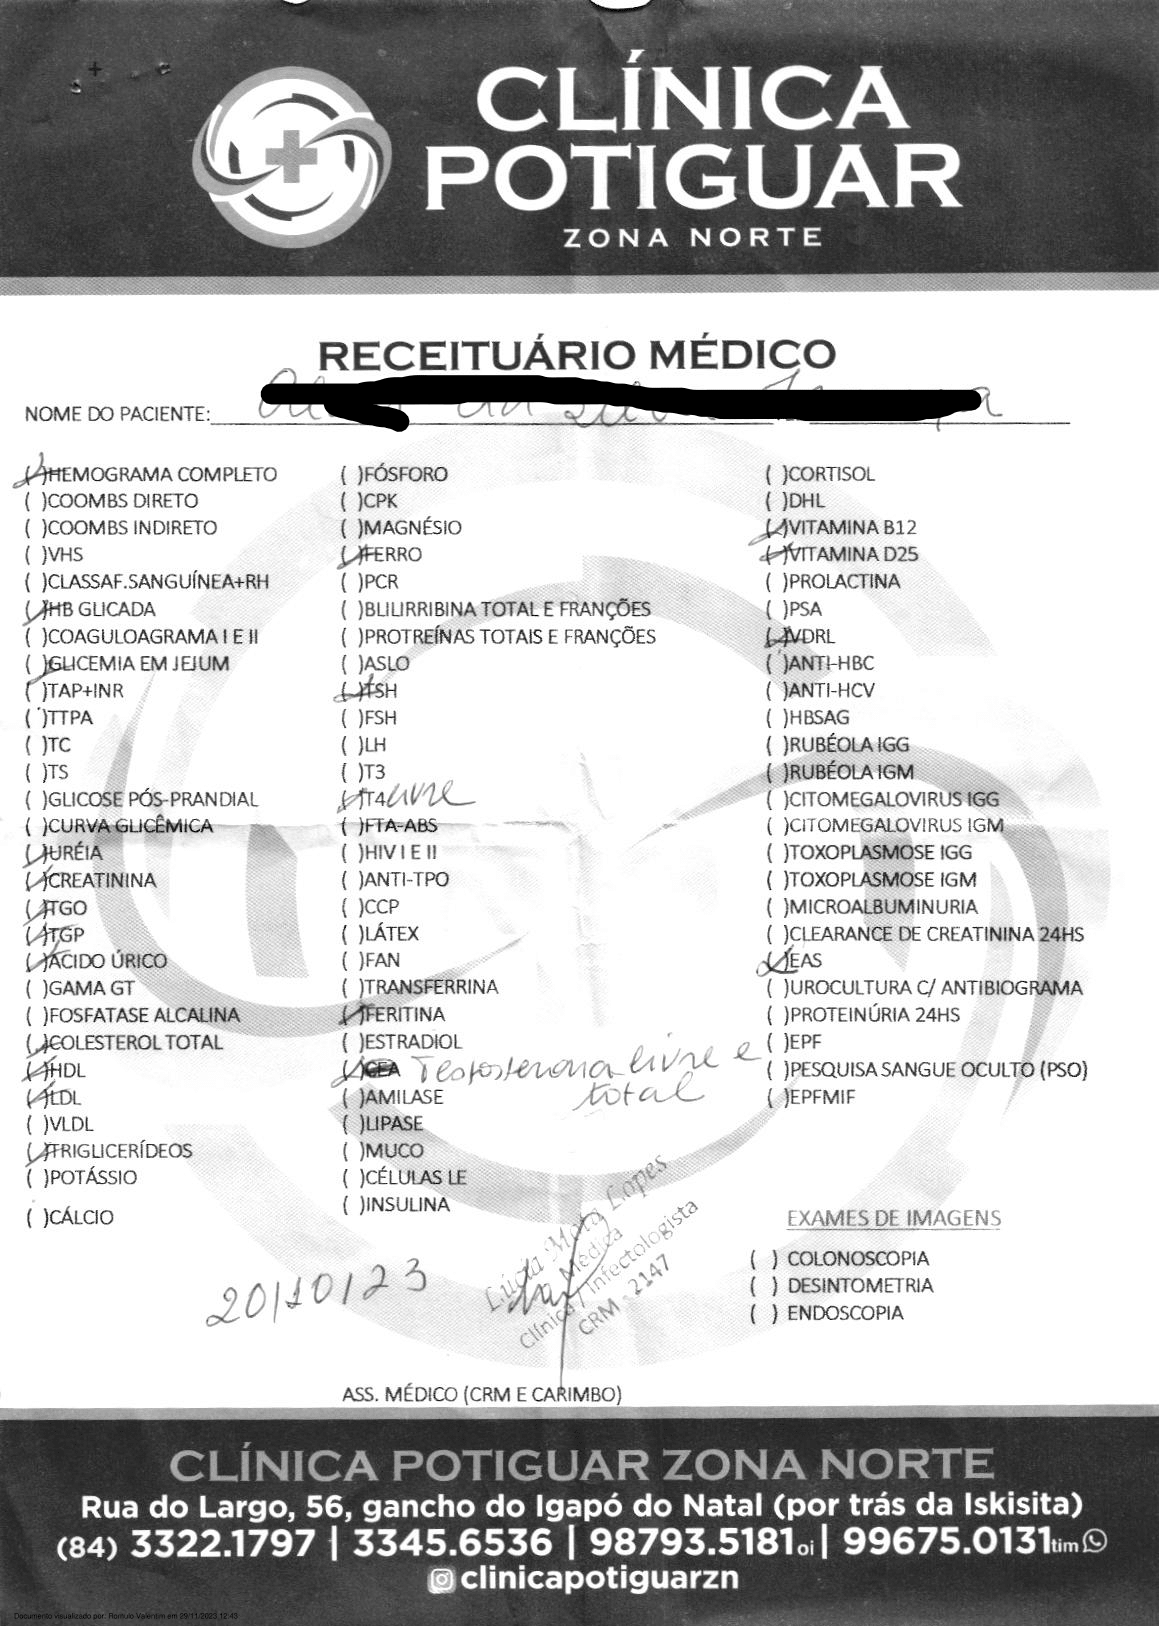 CLÍNICA
POTIGUAR
ZONA NORTE
RECEITUÁRIO MÉDICO
NOME DO PACIENTE:
( )HEMOGRAMA COMPLETO
( )COOMBS DIRETO
( )COOMBS INDIRETO
( )VHS
( )CLASSAF.SANGUÍNEA+RH
( )HB GLICADA
( )COAGULOAGRAMA I E II
( )GLICEMIA EM JEJUM
( )TAP+INR
( )TTPA
( )TC
( )TS
( )GLICOSE PÓS-PRANDIAL
( )CURVA GLICÊMICA
( )URÉIA
( )CREATININA
( )TGO
( )TGP
( )ACIDO ÚRICO
( )GAMA GT
( )FOSFATASE ALCALINA
( )COLESTEROL TOTAL
( )HDL
( )LDL
( )VLDL
( )TRIGLICERÍDEOS
( )POTÁSSIO
( )CÁLCIO
( )FÓSFORO
( )CPK
( )MAGNÉSIO
( )FERRO
( )PCR
( )BLILIRRIBINA TOTAL E FRANÇÕES
( )PROTREÍNAS TOTAIS E FRANÇÕES
( )ASLO
( )TSH
( )FSH
( )LH
( )T3
( )T4 livre
( )FTA-ABS
( )HIV I E II
( )ANTI-TPO
( )CCP
( )LÁTEX
( )FAN
( )TRANSFERRINA
( )FERITINA
( )ESTRADIOL
( )CEA Testosterona livre e
total
( )AMILASE
( )LIPASE
( )MUCO
( )CÉLULAS LE
( )INSULINA
( )CORTISOL
( )DHL
( )VITAMINA B12
( )VITAMINA D25
( )PROLACTINA
( )PSA
( )VDRL
( )ANTI-HBC
( )ANTI-HCV
( )HBSAG
( )RUBÉOLA IGG
( )RUBÉOLA IGM
( )CITOMEGALOVIRUS IGG
( )CITOMEGALOVIRUS IGM
( )TOXOPLASMOSE IGG
( )TOXOPLASMOSE IGM
( )MICROALBUMINURIA
( )CLEARANCE DE CREATININA 24HS
( )EAS
( )UROCULTURA C/ ANTIBIOGRAMA
( )PROTEINÚRIA 24HS
( )EPF
( )PESQUISA SANGUE OCULTO (PSO)
( )EPFMIF
EXAMES DE IMAGENS
( ) COLONOSCOPIA
( ) DESINTOMETRIA
( ) ENDOSCOPIA
20/10/23
Lúcia Mota Lopes
Médica
Clínica / Infectologista
CRM - 2147
ASS. MÉDICO (CRM E CARIMBO)
CLÍNICA POTIGUAR ZONA NORTE
Rua do Largo, 56, gancho do Igapó do Natal (por trás da Iskisita)
(84) 3322.1797 | 3345.6536 | 98793.5181oi | 99675.0131tim
clinicapotiguarzn
Documento visualizado por: Romulo Valentim em 29/11/2023 12:43